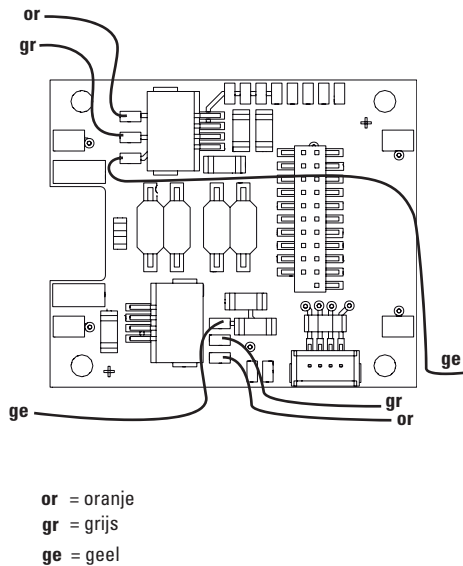 or
gr
ge
ge
gr
or
or = oranje
gr = grijs
ge = geel